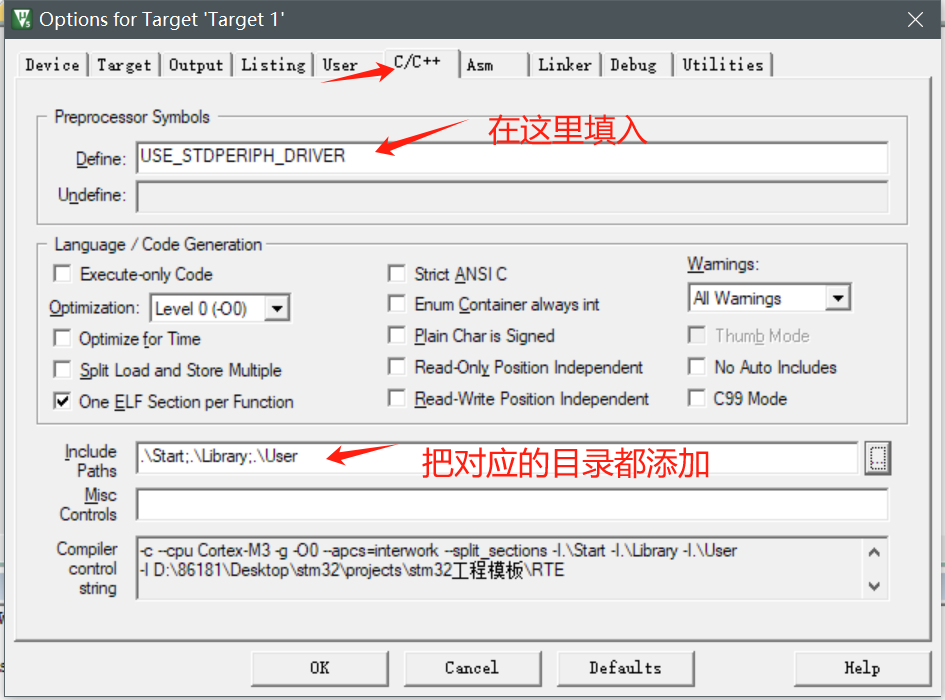 Options for Target 'Target 1'
Device Target Output Listing User C/C++ Asm Linker Debug Utilities
Preprocessor Symbols
在这里填入
Define: USE_STDPERIPH_DRIVER
Undefine:
Language / Code Generation
Execute-only Code
Optimization: Level 0 (-O0)
Optimize for Time
Split Load and Store Multiple
One ELF Section per Function
Strict ANSI C
Enum Container always int
Plain Char is Signed
Read-Only Position Independent
Read-Write Position Independent
Warnings:
All Warnings
Thumb Mode
No Auto Includes
C99 Mode
Include Paths
.\Start;.\Library;.\User
把对应的目录都添加
Misc Controls
Compiler control string
-c --cpu Cortex-M3 -g -O0 --apcs=interwork --split_sections -I.\Start -I.\Library -I.\User
-I D:\86181\Desktop\stm32\projects\stm32工程模板\RTE
OK Cancel Defaults Help